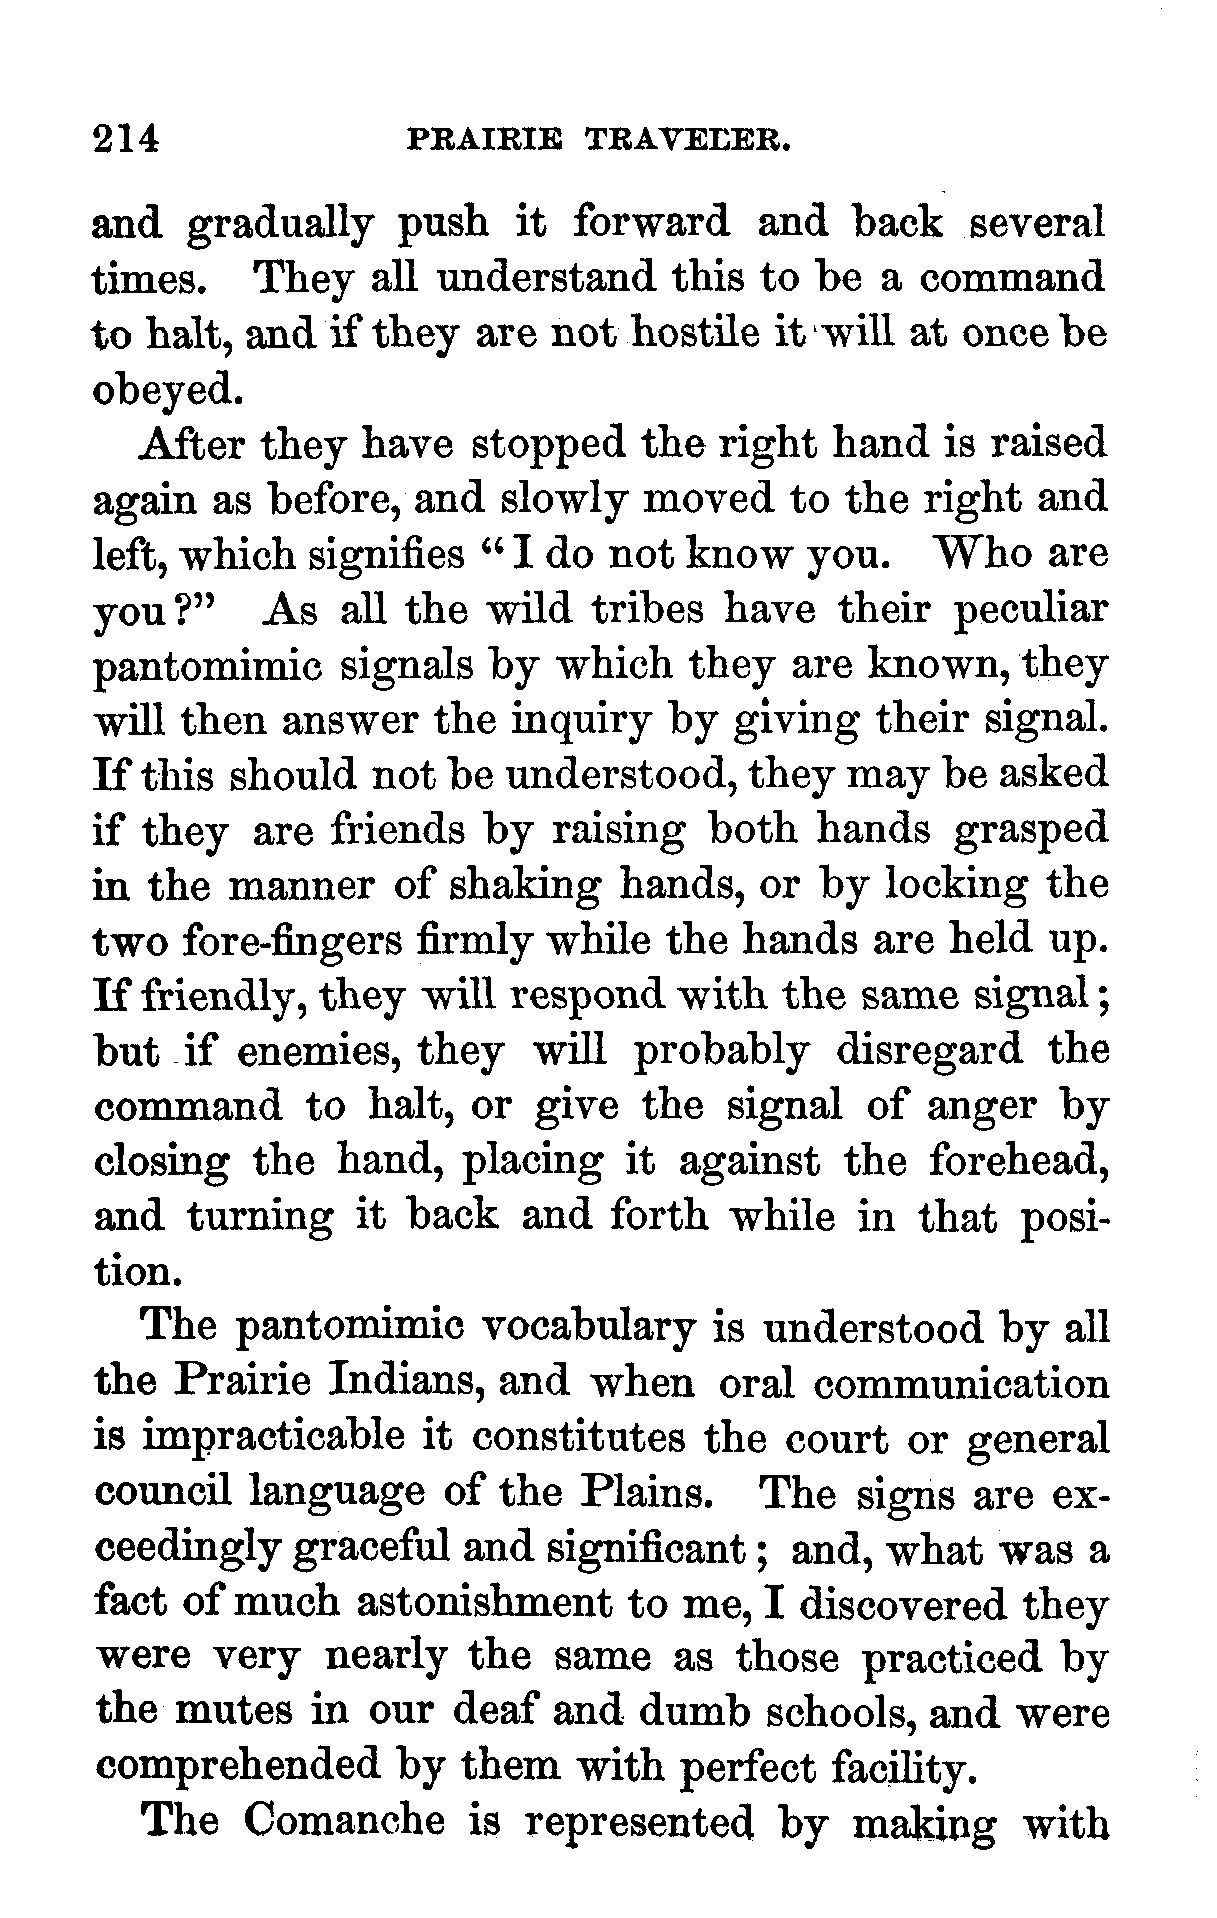 214 PRAIRIE TRAVELER.
and gradually push it forward and back several
times. They all understand this to be a command
to halt, and if they are not hostile it will at once be
obeyed.
After they have stopped the right hand is raised
again as before, and slowly moved to the right and
left, which signifies “I do not know you. Who are
you?” As all the wild tribes have their peculiar
pantomimic signals by which they are known, they
will then answer the inquiry by giving their signal.
If this should not be understood, they may be asked
if they are friends by raising both hands grasped
in the manner of shaking hands, or by locking the
two fore-fingers firmly while the hands are held up.
If friendly, they will respond with the same signal;
but if enemies, they will probably disregard the
command to halt, or give the signal of anger by
closing the hand, placing it against the forehead,
and turning it back and forth while in that posi-
tion.
The pantomimic vocabulary is understood by all
the Prairie Indians, and when oral communication
is impracticable it constitutes the court or general
council language of the Plains. The signs are ex-
ceedingly graceful and significant; and, what was a
fact of much astonishment to me, I discovered they
were very nearly the same as those practiced by
the mutes in our deaf and dumb schools, and were
comprehended by them with perfect facility.
The Comanche is represented by making with